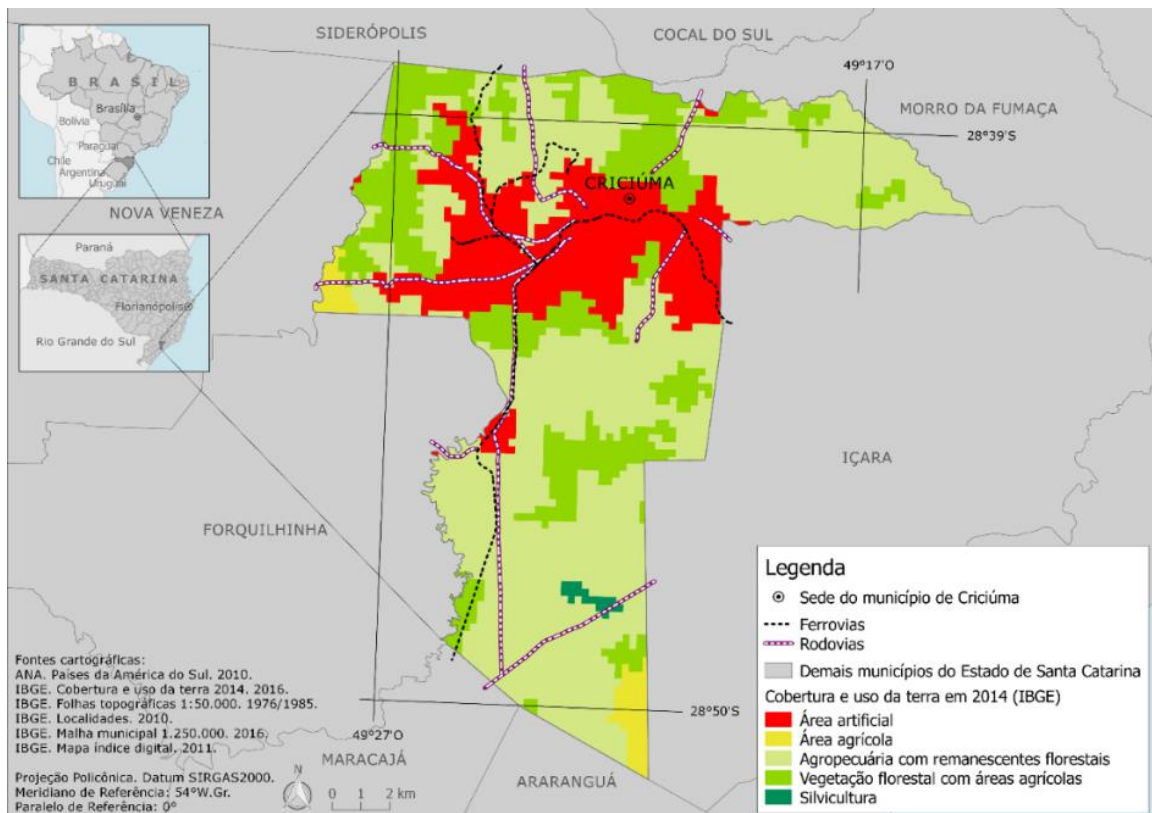 SIDERÓPOLIS
COCAL DO SUL
49°17'O
MORRO DA FUMAÇA
28°39'S
BRASIL
Brasília
Bolívia
Paraguai
Chile
Argentina
Uruguai
NOVA VENEZA
CRICIÚMA
Paraná
SANTA CATARINA
Florianópolis
Rio Grande do Sul
IÇARA
FORQUILHINHA
28°50'S
49°27'O
MARACAJÁ
ARARANGUÁ
Fontes cartográficas:
ANA. Países da América do Sul. 2010.
IBGE. Cobertura e uso da terra 2014. 2016.
IBGE. Folhas topográficas 1:50.000. 1976/1985.
IBGE. Localidades. 2010.
IBGE. Malha municipal 1.250.000. 2016.
IBGE. Mapa índice digital. 2011.
Projeção Policônica. Datum SIRGAS2000.
Meridiano de Referência: 54°W.Gr.
Paralelo de Referência: 0°
N
0 1 2 km
Legenda
Sede do município de Criciúma
Ferrovias
Rodovias
Demais municípios do Estado de Santa Catarina
Cobertura e uso da terra em 2014 (IBGE)
Área artificial
Área agrícola
Agropecuária com remanescentes florestais
Vegetação florestal com áreas agrícolas
Silvicultura